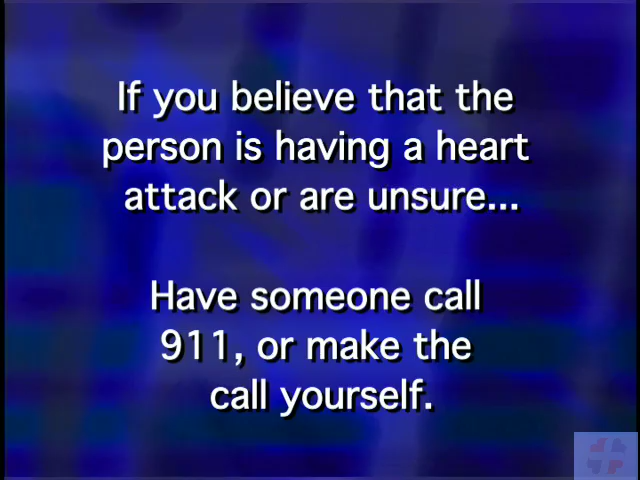 If you believe that the
person is having a heart
attack or are unsure...
Have someone call
911, or make the
call yourself.